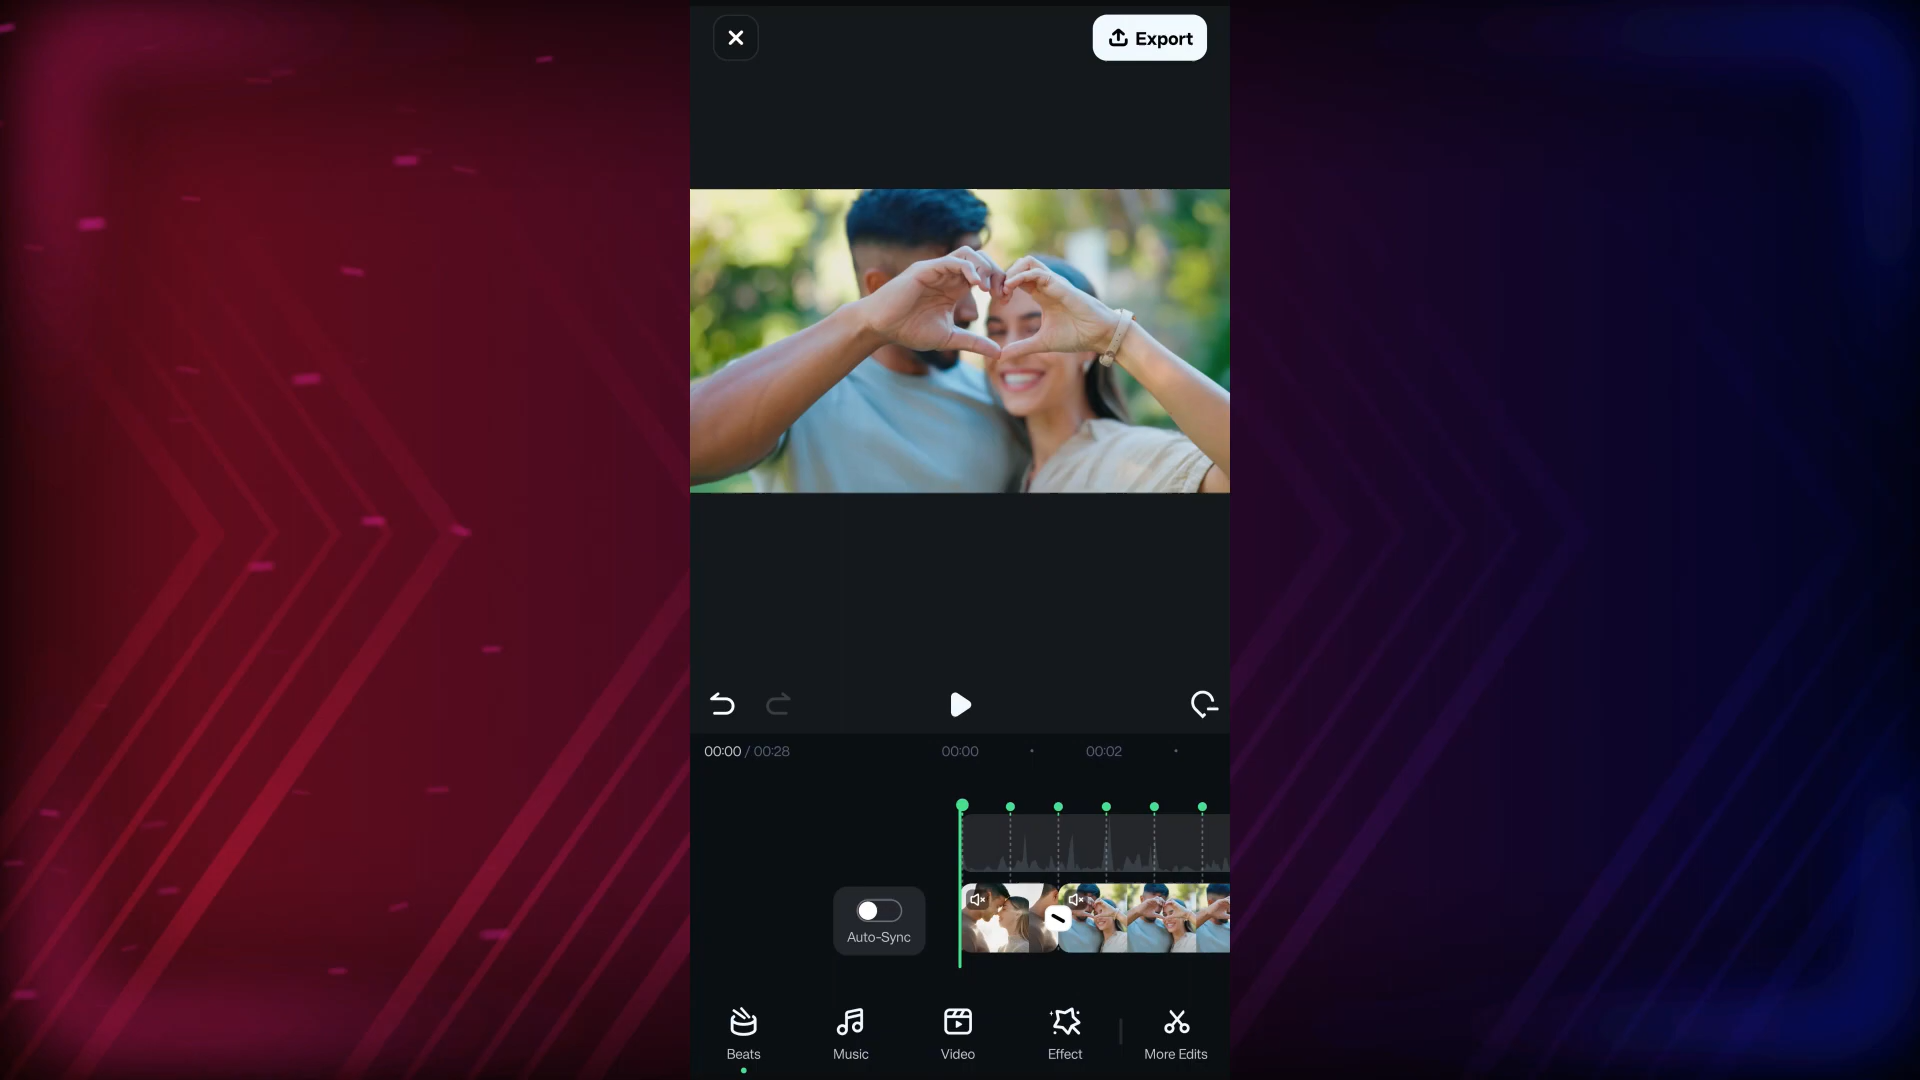 Export
00:00 / 00:28
00:00
00:02
Auto-Sync
Beats
Music
Video
Effect
More Edits